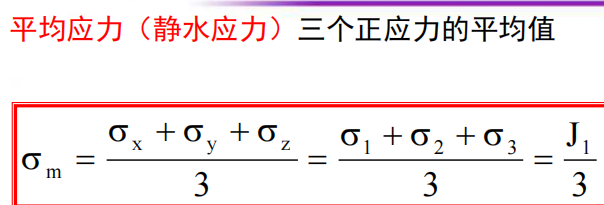 平均应力（静水应力）三个正应力的平均值
σm = (σx + σy + σz)/3 = (σ1 + σ2 + σ3)/3 = J1/3